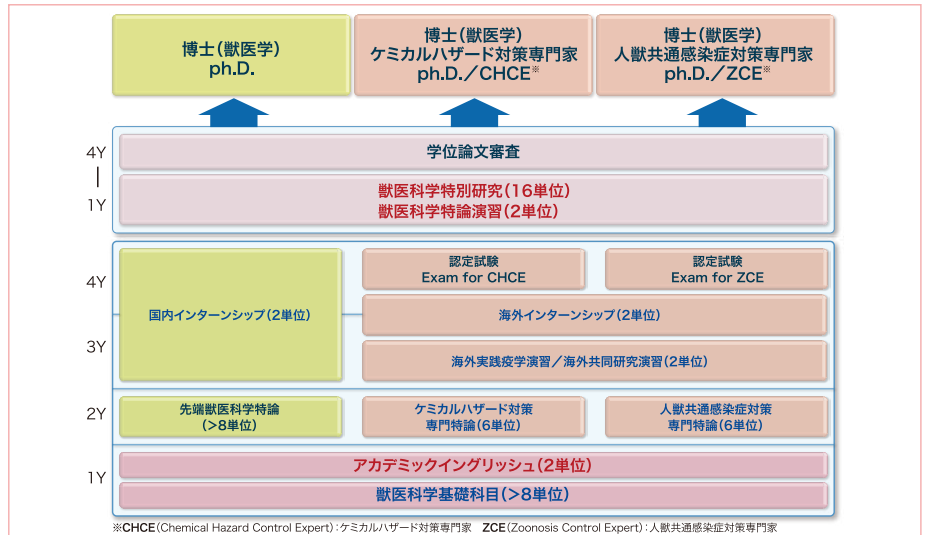 博士（獣医学）
ph.D.
博士（獣医学）
ケミカルハザード対策専門家
ph.D.／CHCE※
博士（獣医学）
人獣共通感染症対策専門家
ph.D.／ZCE※
4Y
1Y
学位論文審査
獣医科学特別研究（16単位）
獣医科学特論演習（2単位）
4Y
3Y
認定試験
Exam for CHCE
認定試験
Exam for ZCE
国内インターンシップ（2単位）
海外インターンシップ（2単位）
海外実践疫学演習／海外共同研究演習（2単位）
2Y
先端獣医科学特論
（>8単位）
ケミカルハザード対策
専門特論（6単位）
人獣共通感染症対策
専門特論（6単位）
1Y
アカデミックイングリッシュ（2単位）
獣医科学基礎科目（>8単位）
※CHCE（Chemical Hazard Control Expert）：ケミカルハザード対策専門家　ZCE（Zoonosis Control Expert）：人獣共通感染症対策専門家